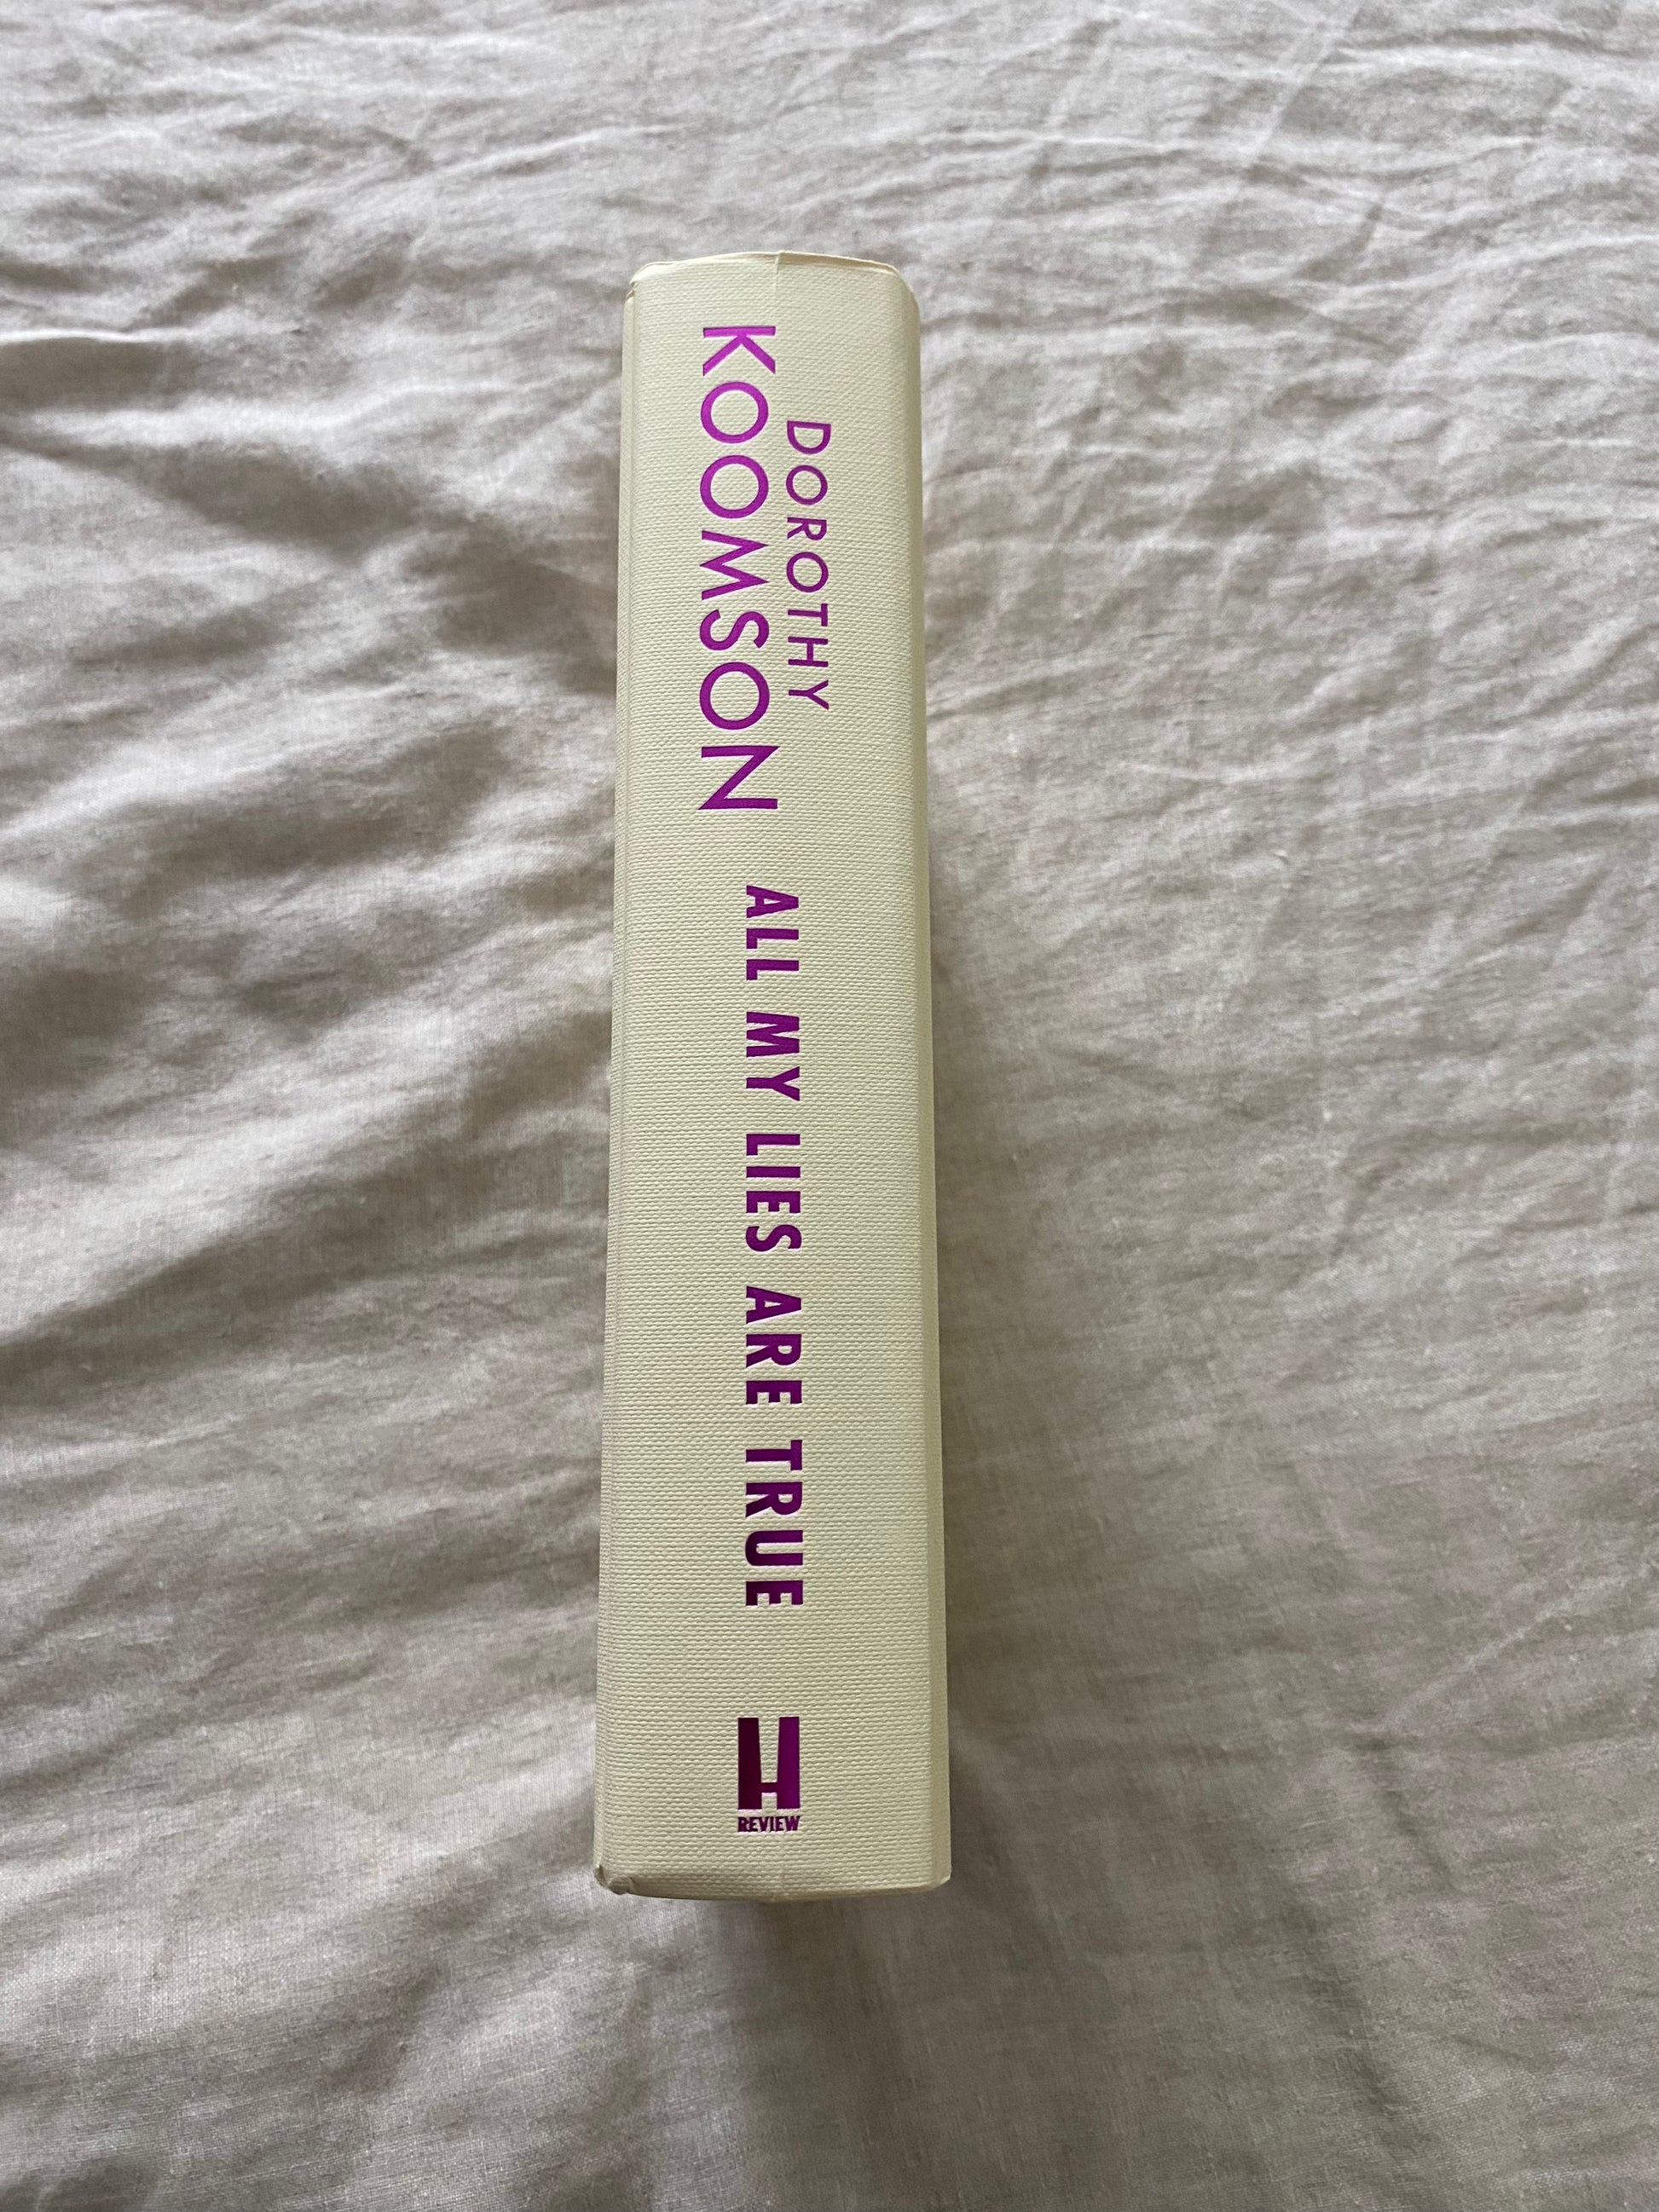 DOROTHY
KOOMSON
ALL MY LIES ARE TRUE
H
REVIEW